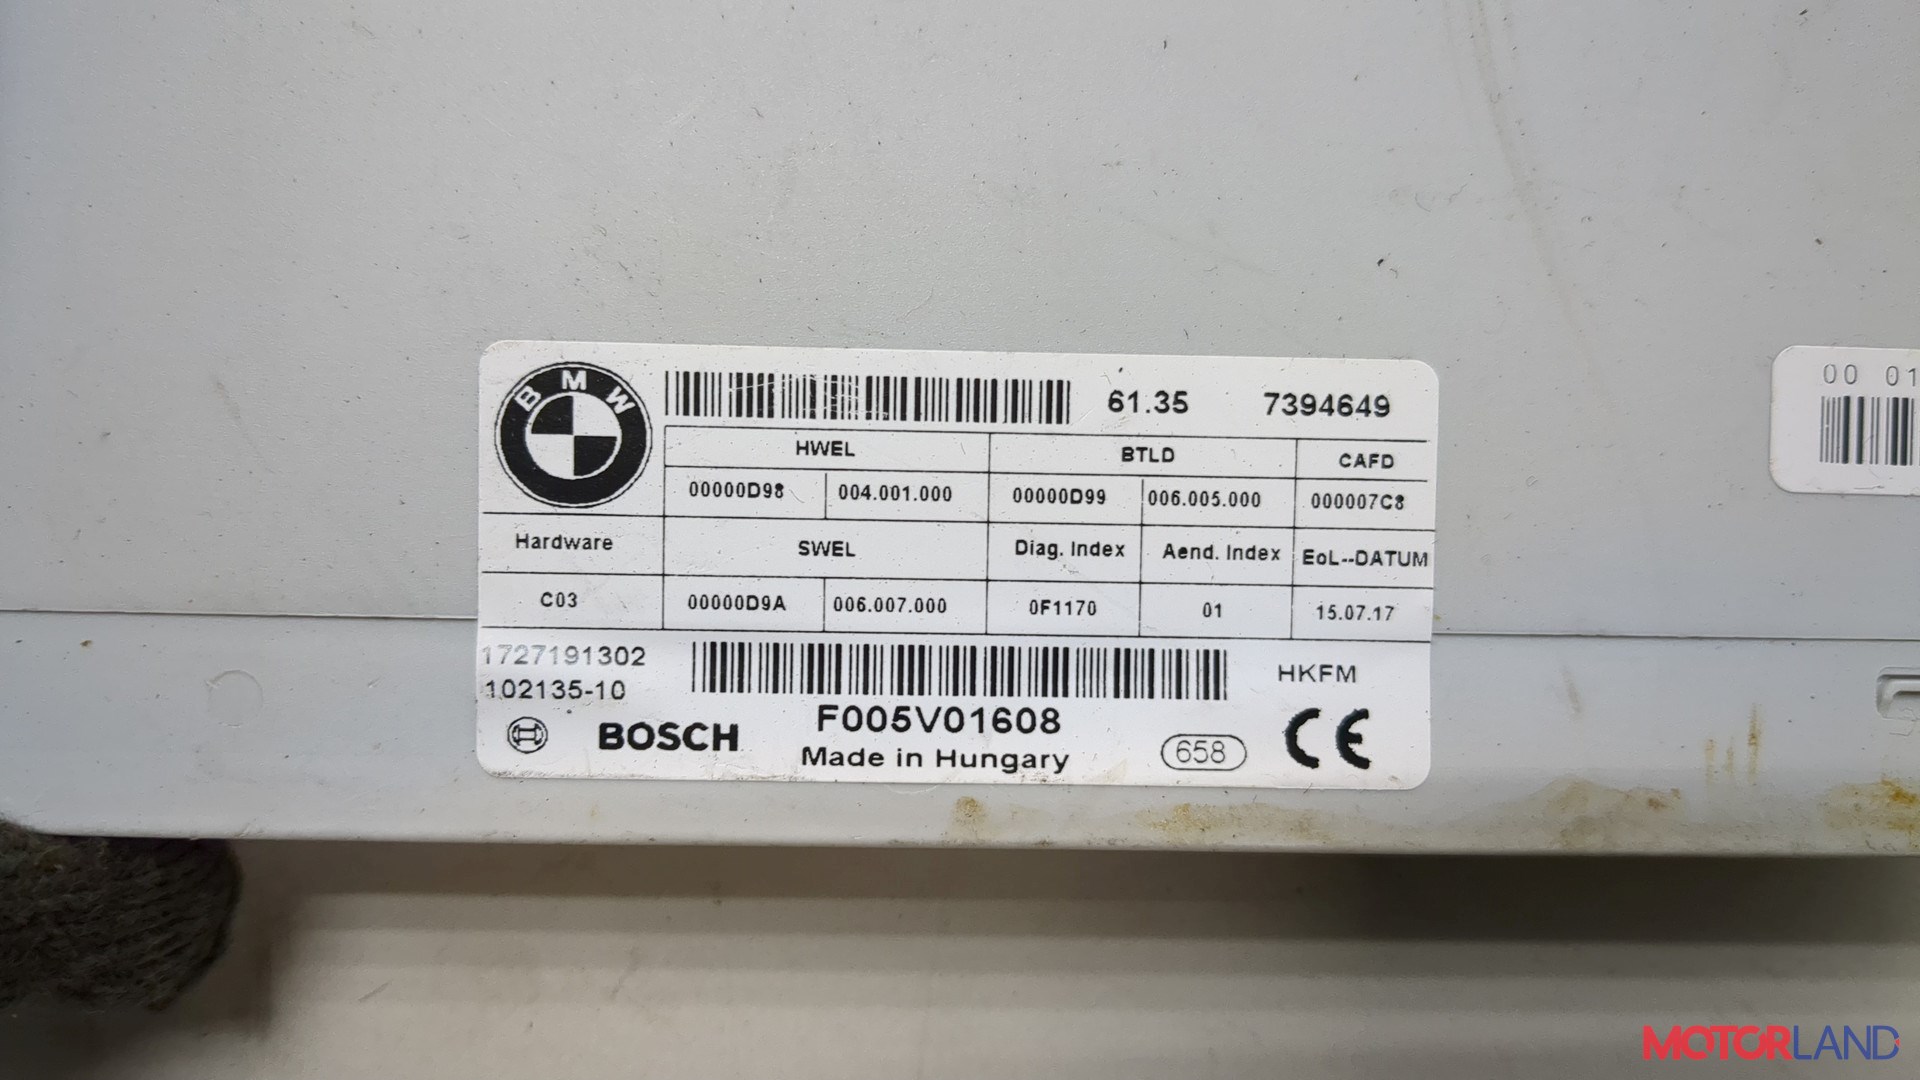 BMW 61.35 7394649
HWEL BTLD CAFD
00000D98 004.001.000 00000D99 006.005.000 000007C8
Hardware SWEL Diag. Index Aend. Index EoL--DATUM
C03 00000D9A 006.007.000 0F1170 01 15.07.17
1727191302
102135-10
HKFM
BOSCH F005V01608
Made in Hungary
658 CE
00 01
MOTORLAND